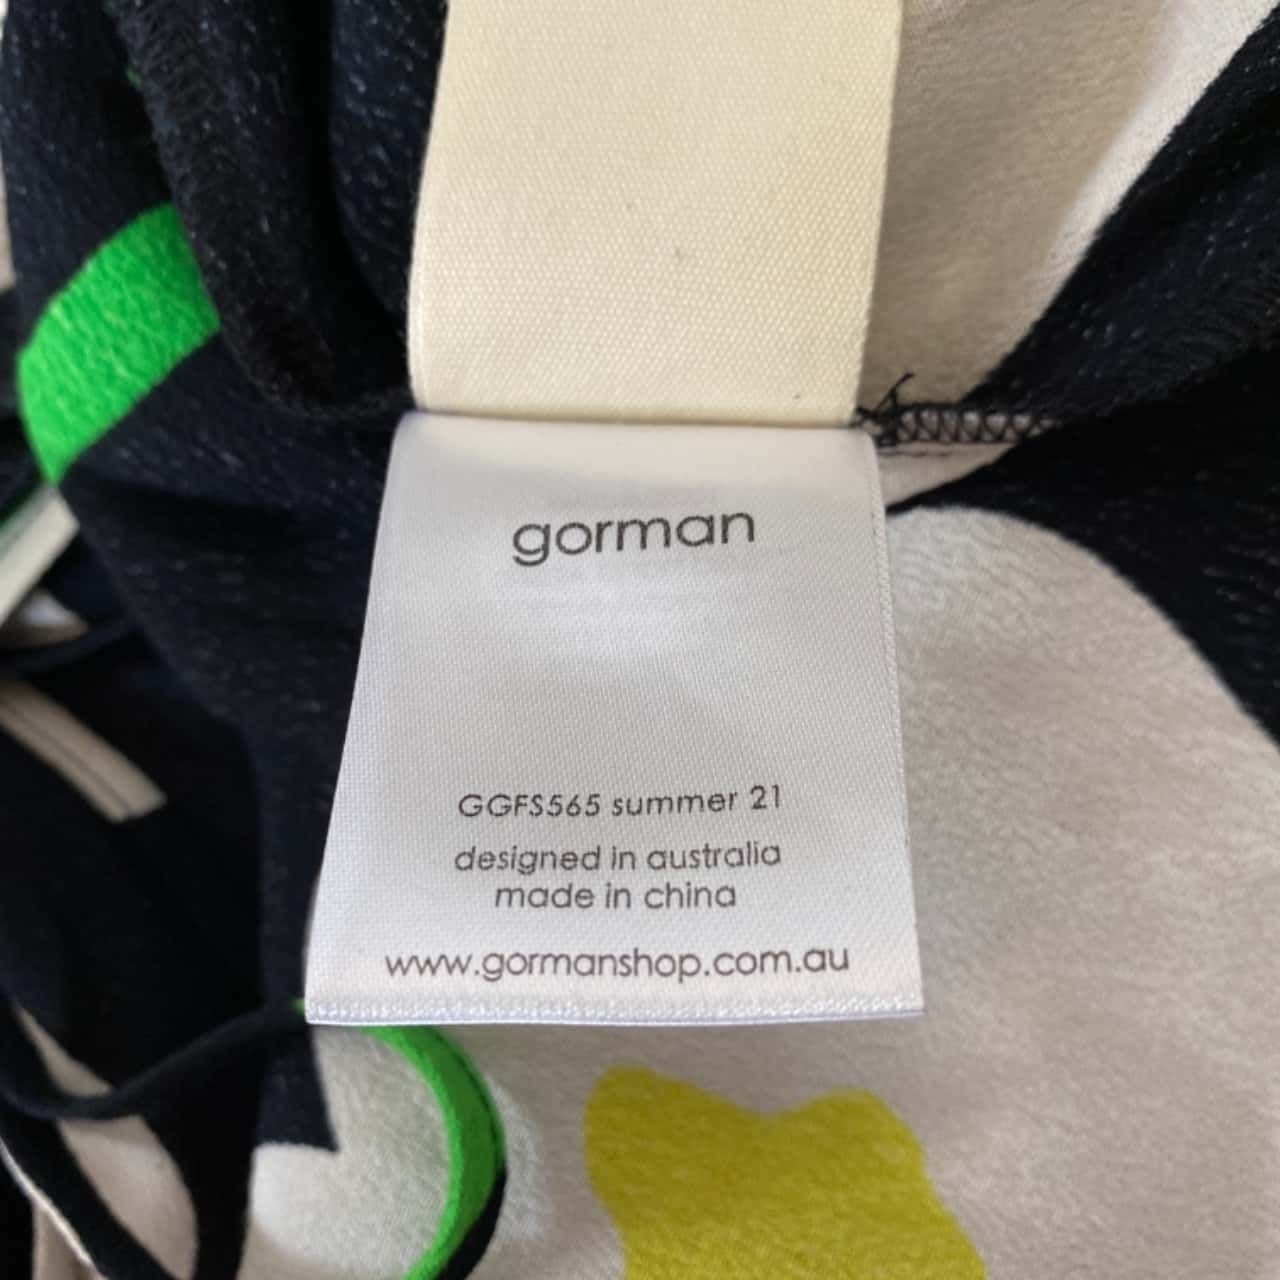 gorman
GGFS565 summer 21
designed in australia
made in china
www.gormanshop.com.au